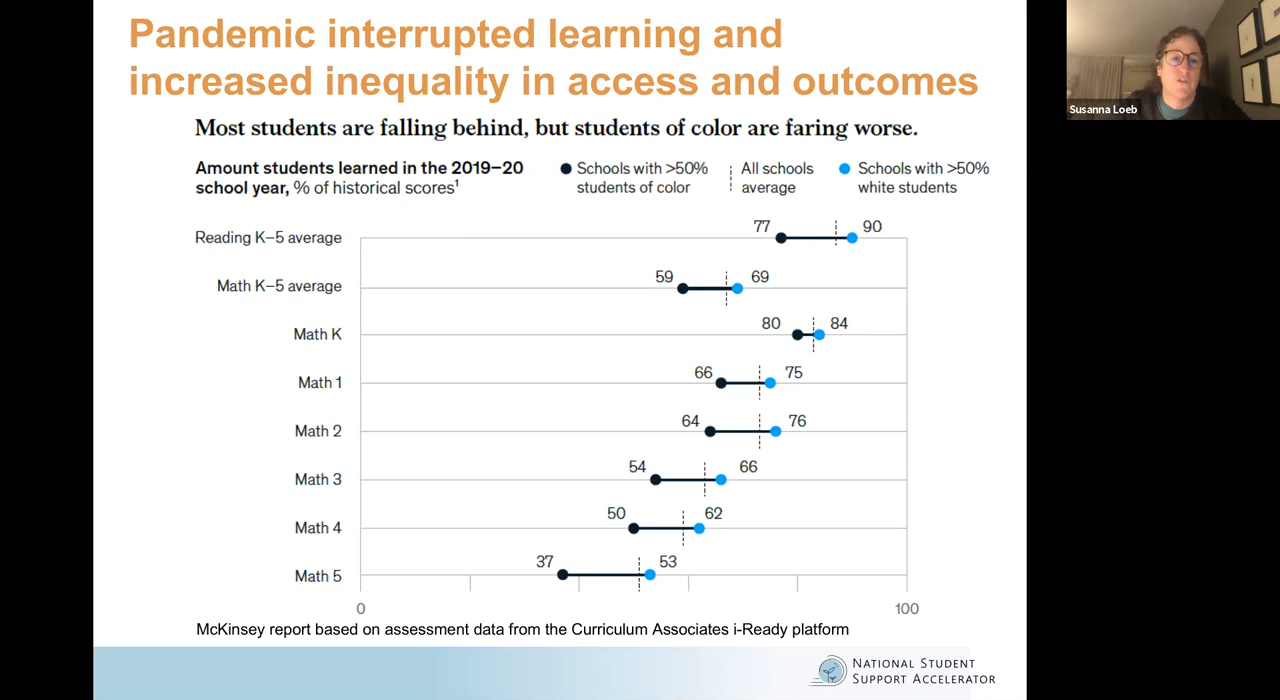 Pandemic interrupted learning and
increased inequality in access and outcomes
Most students are falling behind, but students of color are faring worse.
Amount students learned in the 2019–20
school year, % of historical scores¹
Schools with >50%
students of color
All schools
average
Schools with >50%
white students
Reading K–5 average
77
90
Math K–5 average
59
69
Math K
80
84
Math 1
66
75
Math 2
64
76
Math 3
54
66
Math 4
50
62
Math 5
37
53
0
100
McKinsey report based on assessment data from the Curriculum Associates i-Ready platform
NATIONAL STUDENT
SUPPORT ACCELERATOR
Susanna Loeb